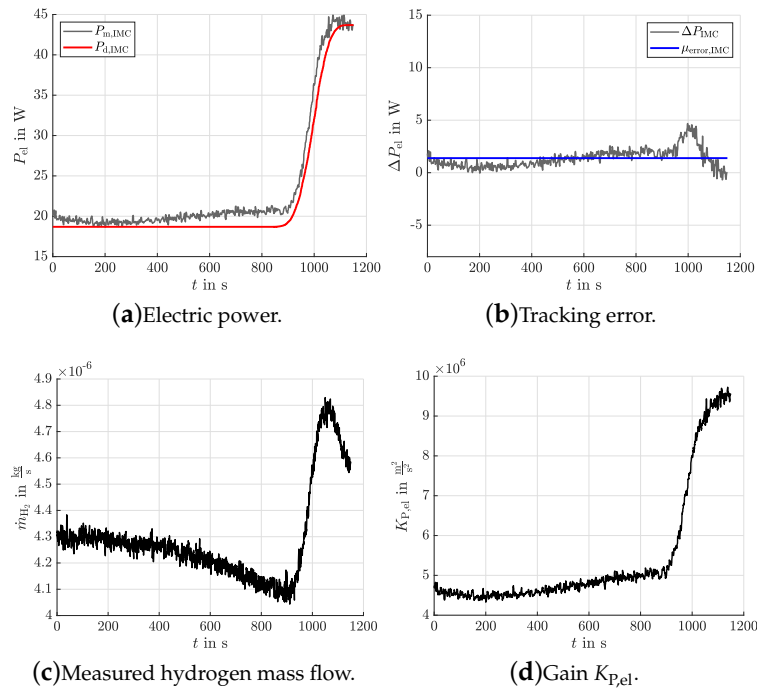 45
40
35
30
25
20
15
P_el in W
P_m,IMC
P_d,IMC
0 200 400 600 800 1000 1200
t in s
(a)Electric power.
15
10
5
0
-5
ΔP_el in W
ΔP_IMC
μ_error,IMC
0 200 400 600 800 1000 1200
t in s
(b)Tracking error.
×10^-6
4.9
4.8
4.7
4.6
4.5
4.4
4.3
4.2
4.1
4
ṁ_H₂ in kg/s
0 200 400 600 800 1000 1200
t in s
(c)Measured hydrogen mass flow.
×10^6
10
9
8
7
6
5
4
K_P,el in m²/s²
0 200 400 600 800 1000 1200
t in s
(d)Gain K_P,el.